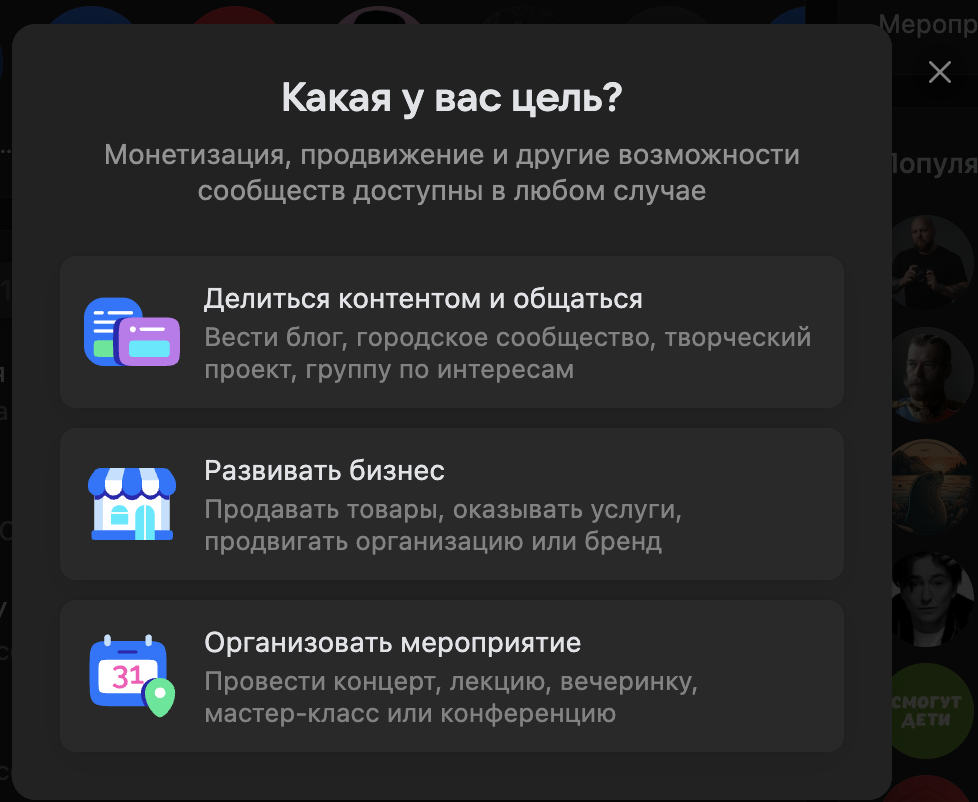 Меропр
Какая у вас цель?
Монетизация, продвижение и другие возможности
сообществ доступны в любом случае
Популя
Делиться контентом и общаться
Вести блог, городское сообщество, творческий
проект, группу по интересам
Развивать бизнес
Продавать товары, оказывать услуги,
продвигать организацию или бренд
Организовать мероприятие
31
Провести концерт, лекцию, вечеринку,
мастер-класс или конференцию
СМОГУТ
ДЕТИ